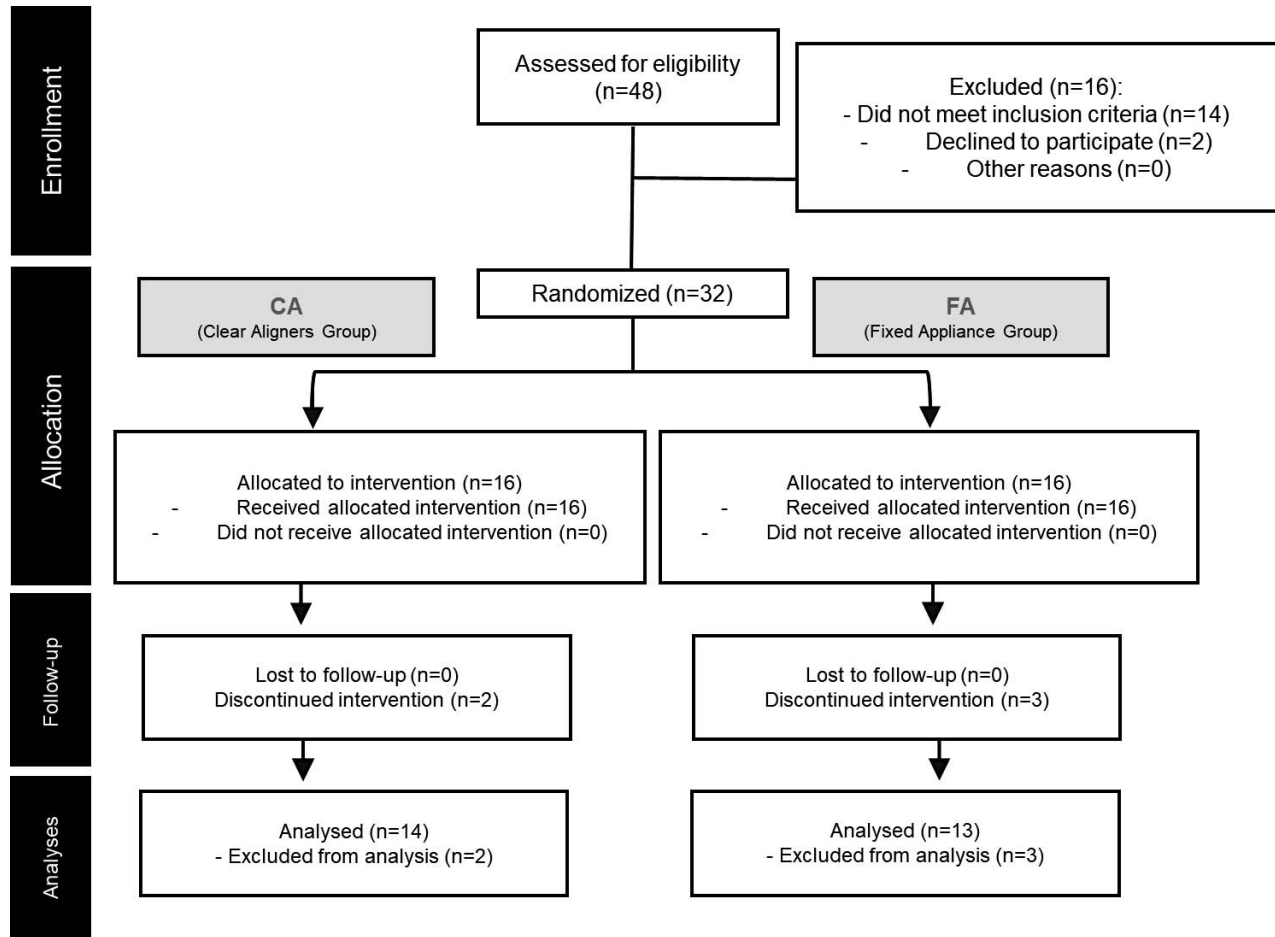 Enrollment
Assessed for eligibility
(n=48)
Excluded (n=16):
- Did not meet inclusion criteria (n=14)
- Declined to participate (n=2)
- Other reasons (n=0)
Allocation
Randomized (n=32)
CA
(Clear Aligners Group)
FA
(Fixed Appliance Group)
Allocated to intervention (n=16)
- Received allocated intervention (n=16)
- Did not receive allocated intervention (n=0)
Allocated to intervention (n=16)
- Received allocated intervention (n=16)
- Did not receive allocated intervention (n=0)
Follow-up
Lost to follow-up (n=0)
Discontinued intervention (n=2)
Lost to follow-up (n=0)
Discontinued intervention (n=3)
Analyses
Analysed (n=14)
- Excluded from analysis (n=2)
Analysed (n=13)
- Excluded from analysis (n=3)